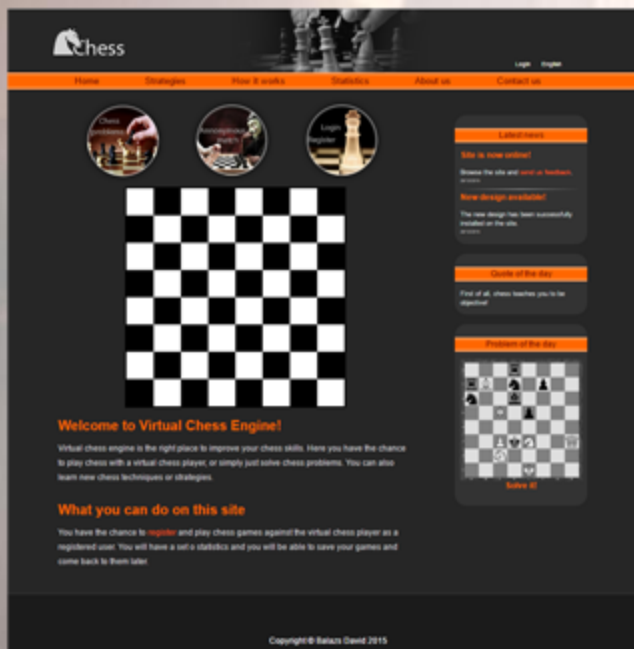 Chess
Login English
Home Strategies How it works Statistics About us Contact us
Chess
problems
Anonymous
match
Login
Register
Latest news
Site is now online!
Browse the site and send us feedback.
New design available!
The new design has been successfully
installed on the site.
Quote of the day
First of all, chess teaches you to be
objective!
Problem of the day
Solve it!
Welcome to Virtual Chess Engine!
Virtual chess engine is the right place to improve your chess skills. Here you have the chance
to play chess with a virtual chess player, or simply just solve chess problems. You can also
learn new chess techniques or strategies.
What you can do on this site
You have the chance to register and play chess games against the virtual chess player as a
registered user. You will have a set o statistics and you will be able to save your games and
come back to them later.
Copyright © Balazs David 2015